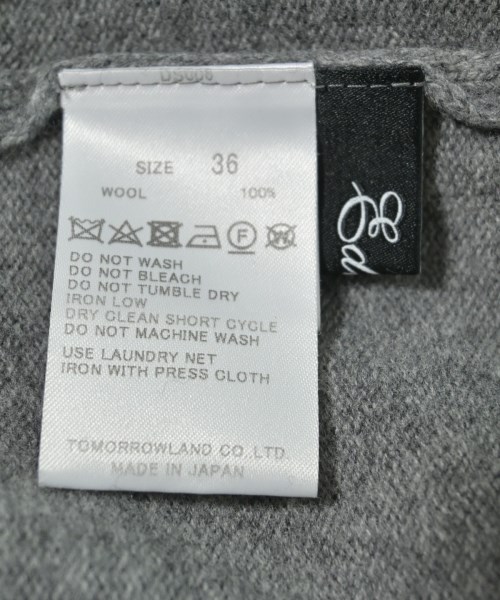 SIZE 36
WOOL 100%
F W
DO NOT WASH
DO NOT BLEACH
DO NOT TUMBLE DRY
IRON LOW
DRY CLEAN SHORT CYCLE
DO NOT MACHINE WASH
USE LAUNDRY NET
IRON WITH PRESS CLOTH
TOMORROWLAND CO.,LTD.
MADE IN JAPAN